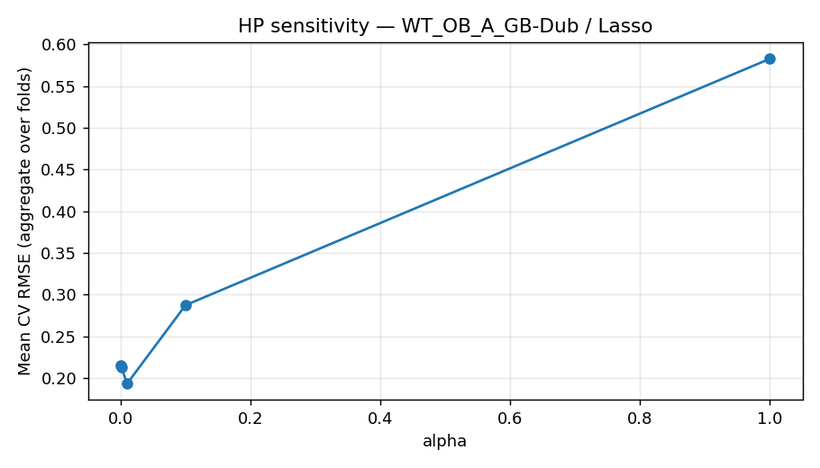 HP sensitivity — WT_OB_A_GB-Dub / Lasso
Mean CV RMSE (aggregate over folds)
0.60
0.55
0.50
0.45
0.40
0.35
0.30
0.25
0.20
0.0 0.2 0.4 0.6 0.8 1.0
alpha